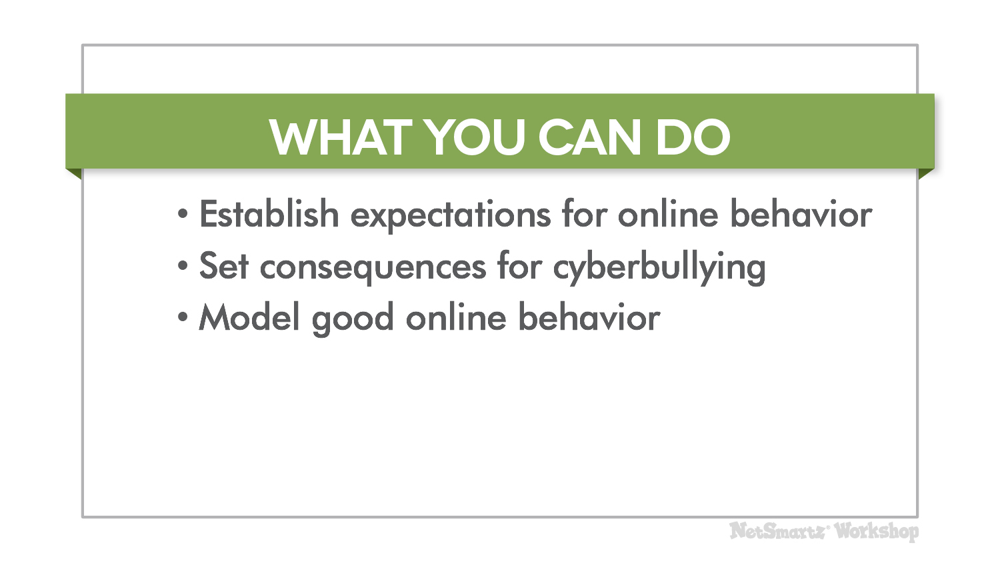 WHAT YOU CAN DO
• Establish expectations for online behavior
• Set consequences for cyberbullying
• Model good online behavior
NetSmartz® Workshop